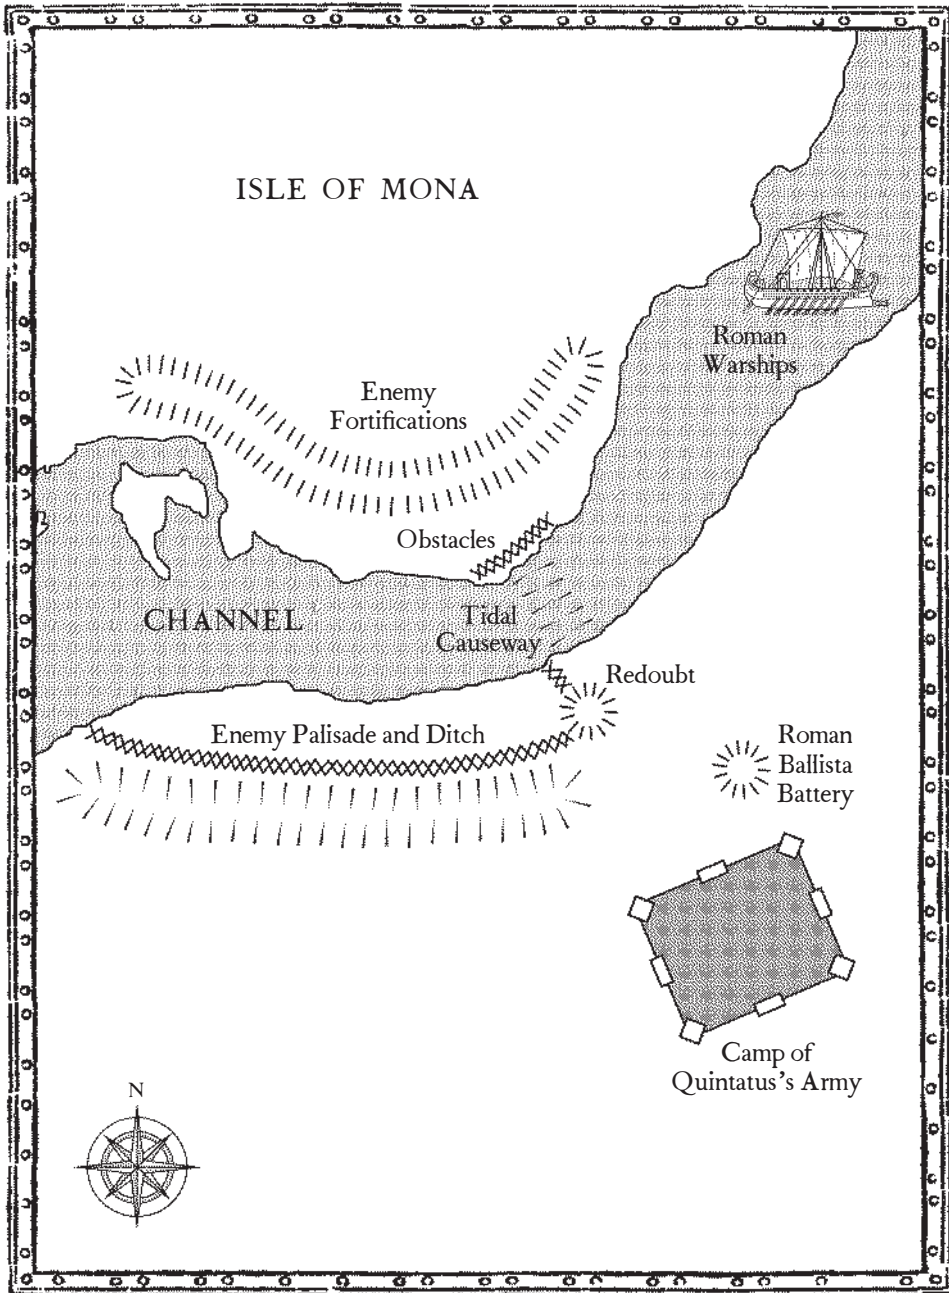 ISLE OF MONA
Roman
Warships
Enemy
Fortifications
Obstacles
CHANNEL
Tidal
Causeway
Redoubt
Enemy Palisade and Ditch
Roman
Ballista
Battery
Camp of
Quintatus's Army
N